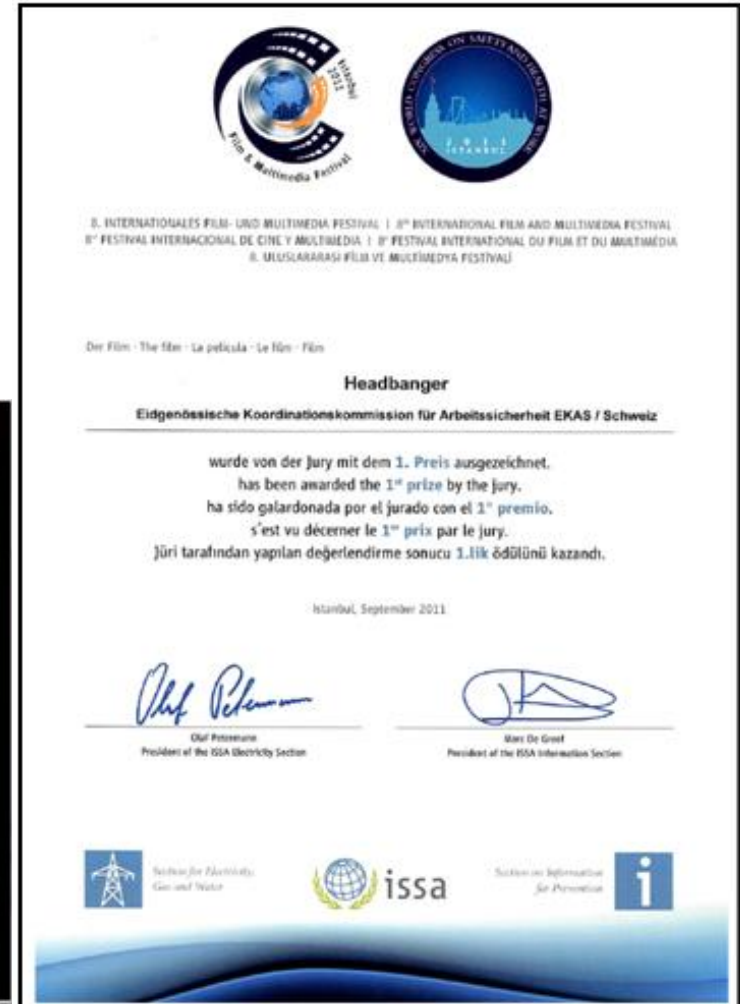 Istanbul
2011
Film & Multimedia Festival
XIX WORLD CONGRESS ON SAFETY AND HEALTH AT WORK
2011
ISTANBUL
8. INTERNATIONALES FILM- UND MULTIMEDIA FESTIVAL | 8th INTERNATIONAL FILM AND MULTIMEDIA FESTIVAL
8º FESTIVAL INTERNACIONAL DE CINE Y MULTIMEDIA | 8e FESTIVAL INTERNATIONAL DU FILM ET DU MULTIMÉDIA
8. ULUSLARARASI FİLM VE MULTİMEDYA FESTİVALİ
Der Film · The film · La película · Le film · Film
Headbanger
Eidgenössische Koordinationskommission für Arbeitssicherheit EKAS / Schweiz
wurde von der Jury mit dem 1. Preis ausgezeichnet.
has been awarded the 1st prize by the jury.
ha sido galardonada por el jurado con el 1er premio.
s'est vu décerner le 1er prix par le jury.
Jüri tarafından yapılan değerlendirme sonucu 1.lik ödülünü kazandı.
Istanbul, September 2011
Olaf Petermann
Olaf Petermann
President of the ISSA Electricity Section
Marc De Greef
President of the ISSA Information Section
Section for Electricity,
Gas and Water
issa
Section on Information
for Prevention
i